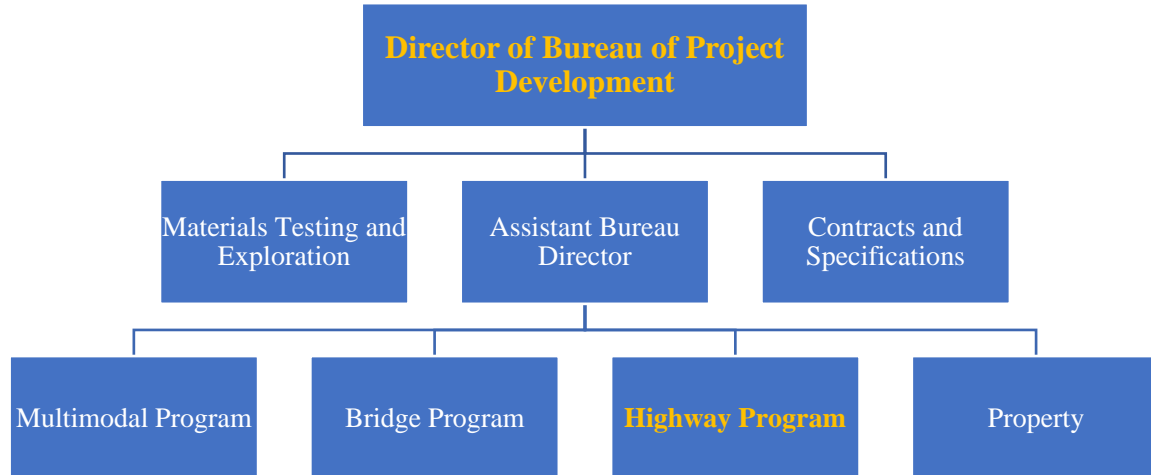 Director of Bureau of Project
Development
Materials Testing and
Exploration
Assistant Bureau
Director
Contracts and
Specifications
Multimodal Program
Bridge Program
Highway Program
Property